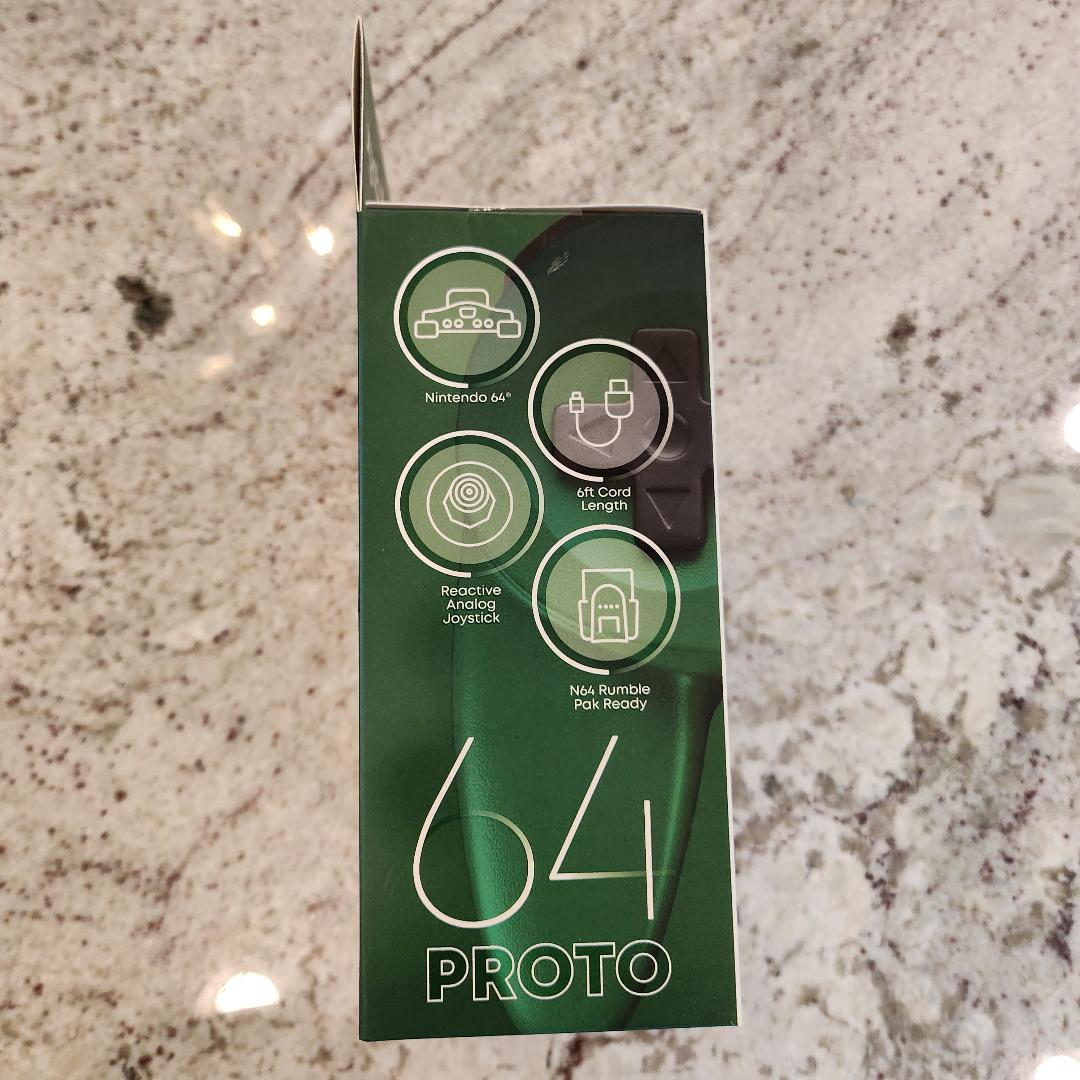 Nintendo 64®
6ft Cord
Length
Reactive
Analog
Joystick
N64 Rumble
Pak Ready
64
PROTO